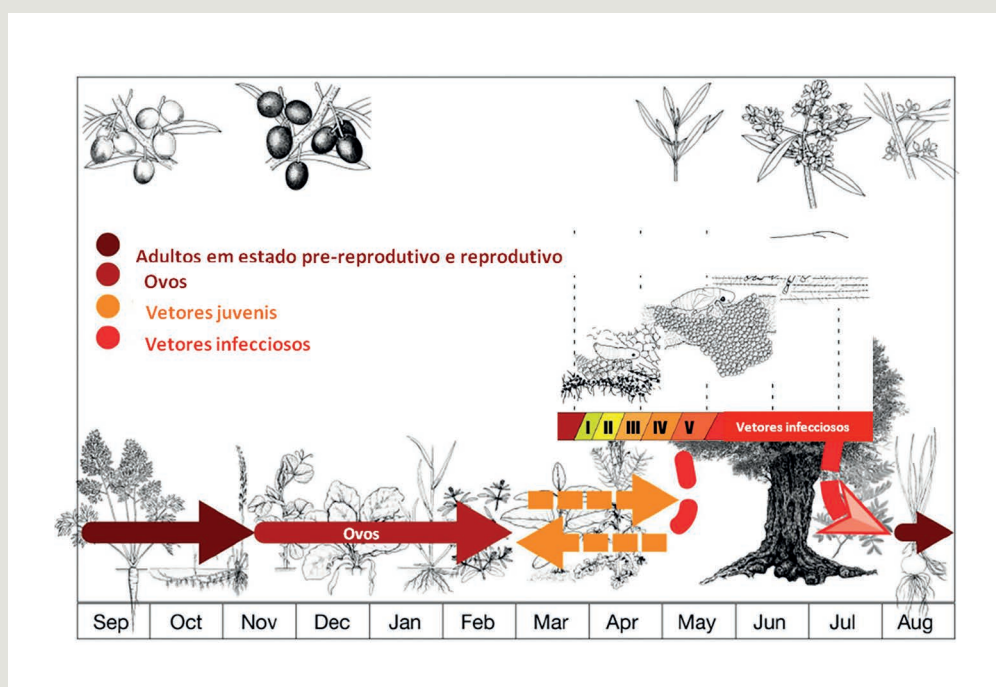 Adultos em estado pre-reprodutivo e reprodutivo
Ovos
Vetores juvenis
Vetores infecciosos
I II III IV V Vetores infecciosos
Ovos
Sep Oct Nov Dec Jan Feb Mar Apr May Jun Jul Aug